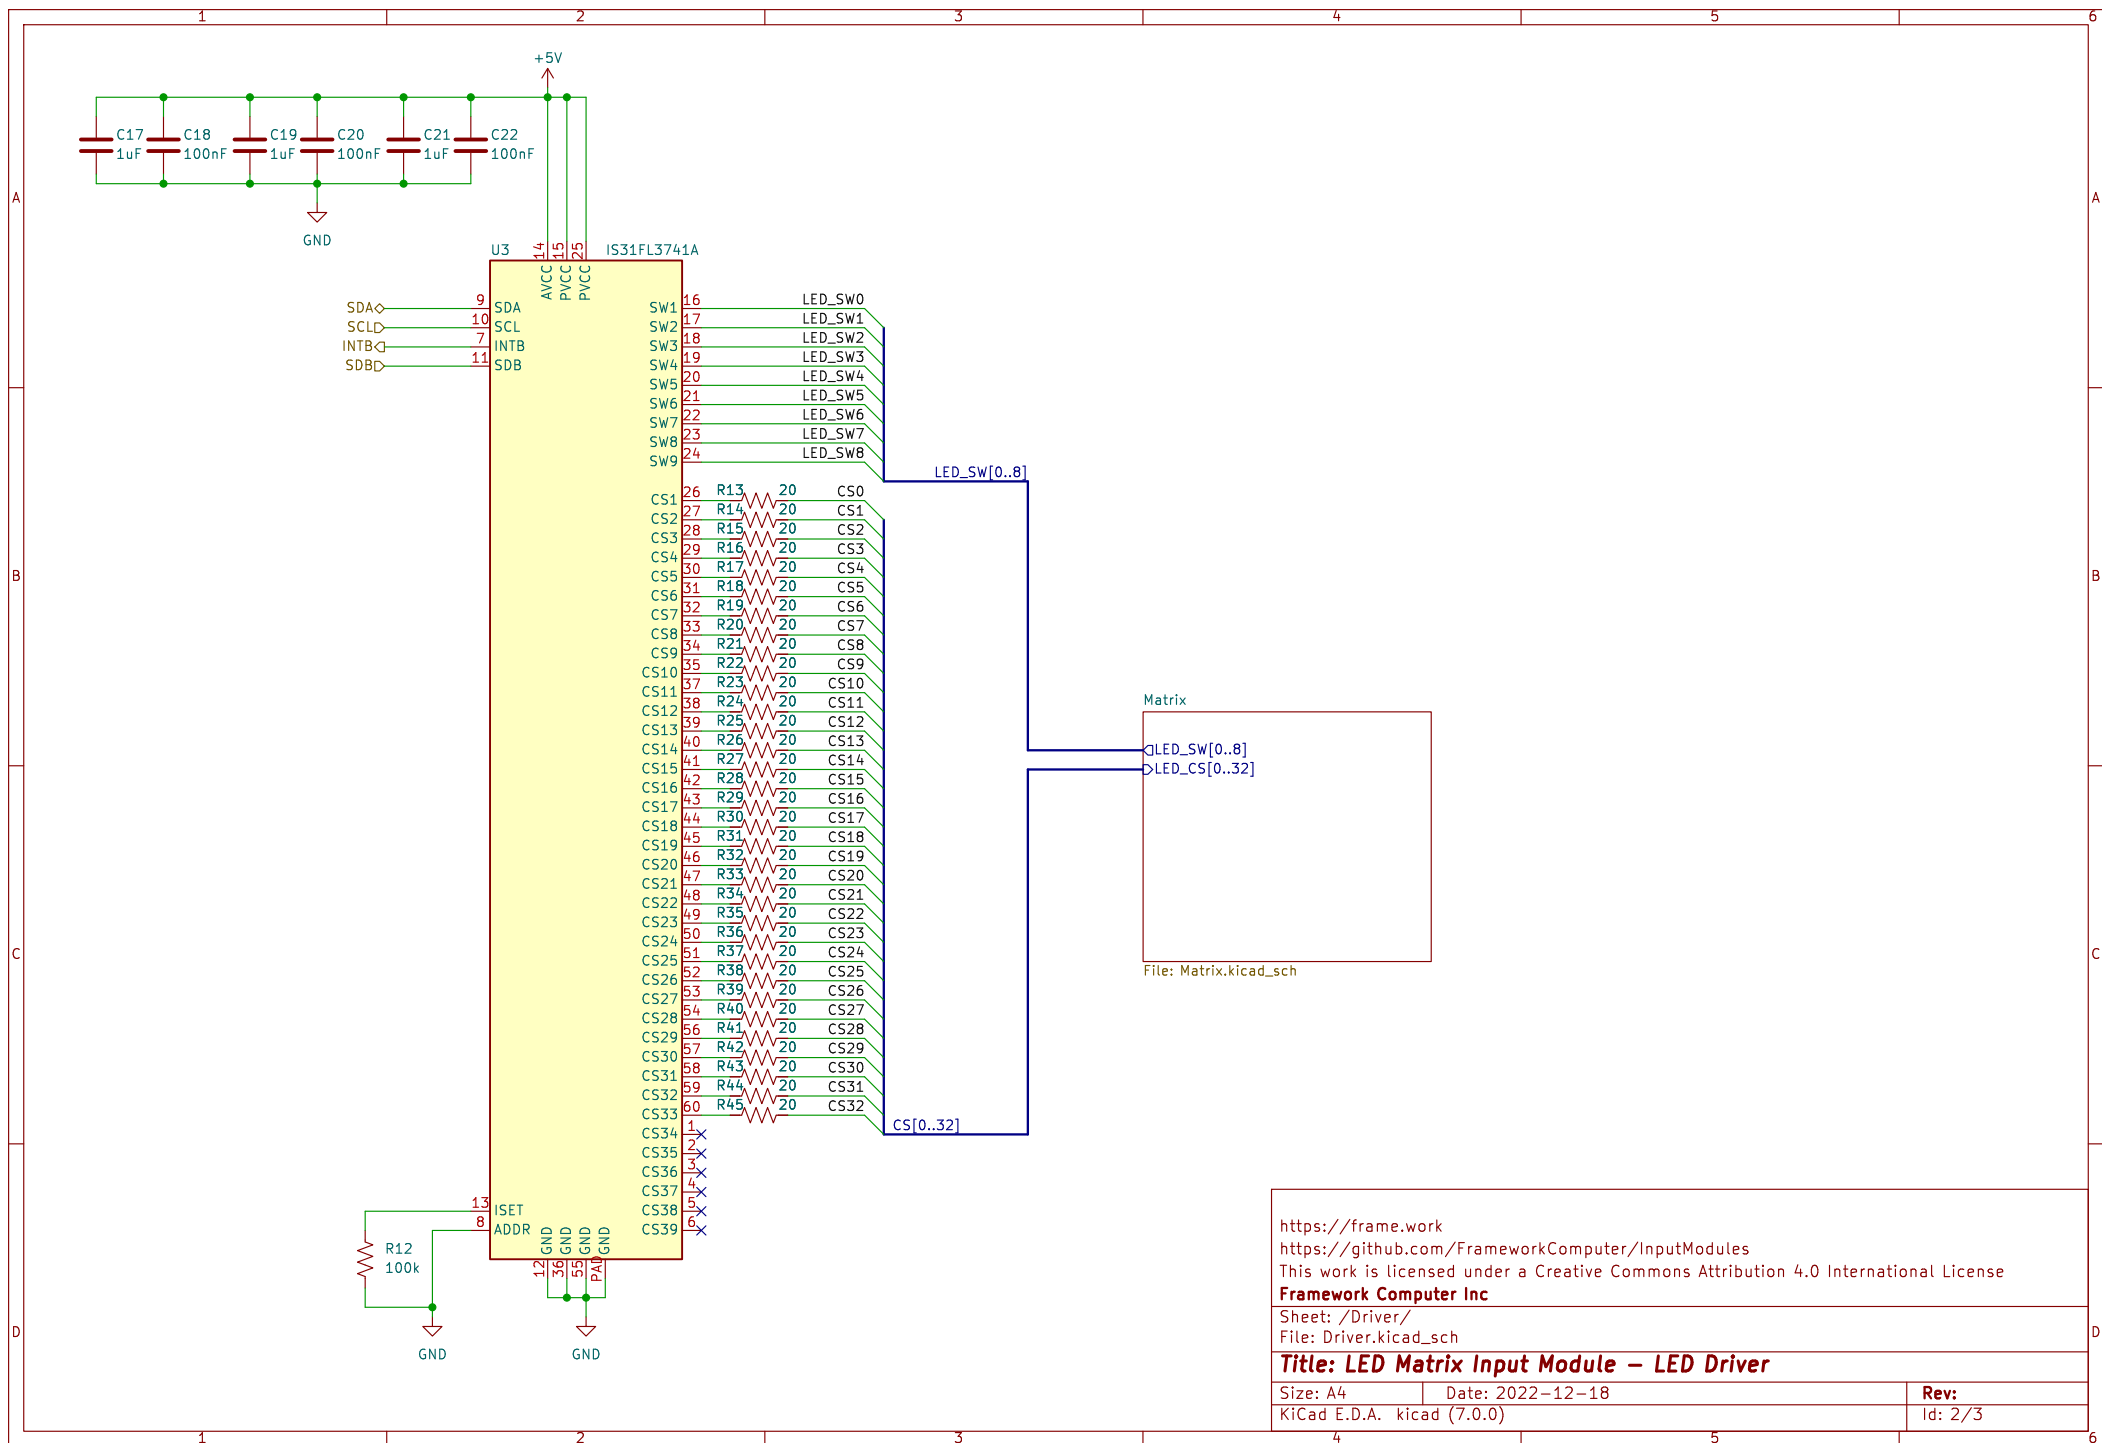 1 2 3 4 5 6
A A
B B
C C
D D
1 2 3 4 5 6
+5V
C17 C18 C19 C20 C21 C22
1uF 100nF 1uF 100nF 1uF 100nF
GND
U3 14 15 25 IS31FL3741A
AVCC PVCC PVCC
SDA 9 SDA
SCL 10 SCL
INTB 7 INTB
SDB 11 SDB
SW1 16 LED_SW0
SW2 17 LED_SW1
SW3 18 LED_SW2
SW4 19 LED_SW3
SW5 20 LED_SW4
SW6 21 LED_SW5
SW7 22 LED_SW6
SW8 23 LED_SW7
SW9 24 LED_SW8
LED_SW[0..8]
CS1 26 R13 20 CS0
CS2 27 R14 20 CS1
CS3 28 R15 20 CS2
CS4 29 R16 20 CS3
CS5 30 R17 20 CS4
CS6 31 R18 20 CS5
CS7 32 R19 20 CS6
CS8 33 R20 20 CS7
CS9 34 R21 20 CS8
CS10 35 R22 20 CS9
CS11 37 R23 20 CS10
CS12 38 R24 20 CS11
CS13 39 R25 20 CS12
CS14 40 R26 20 CS13
CS15 41 R27 20 CS14
CS16 42 R28 20 CS15
CS17 43 R29 20 CS16
CS18 44 R30 20 CS17
CS19 45 R31 20 CS18
CS20 46 R32 20 CS19
CS21 47 R33 20 CS20
CS22 48 R34 20 CS21
CS23 49 R35 20 CS22
CS24 50 R36 20 CS23
CS25 51 R37 20 CS24
CS26 52 R38 20 CS25
CS27 53 R39 20 CS26
CS28 54 R40 20 CS27
CS29 56 R41 20 CS28
CS30 57 R42 20 CS29
CS31 58 R43 20 CS30
CS32 59 R44 20 CS31
CS33 60 R45 20 CS32
CS34 1
CS35 2
CS36 3
CS37 4
CS38 5
CS39 6
CS[0..32]
Matrix
LED_SW[0..8]
LED_CS[0..32]
File: Matrix.kicad_sch
13 ISET
8 ADDR
R12
100k
GND GND GND GND
12 36 55 PAD
GND GND
https://frame.work
https://github.com/FrameworkComputer/InputModules
This work is licensed under a Creative Commons Attribution 4.0 International License
Framework Computer Inc
Sheet: /Driver/
File: Driver.kicad_sch
Title: LED Matrix Input Module – LED Driver
Size: A4 Date: 2022-12-18 Rev:
KiCad E.D.A. kicad (7.0.0) Id: 2/3